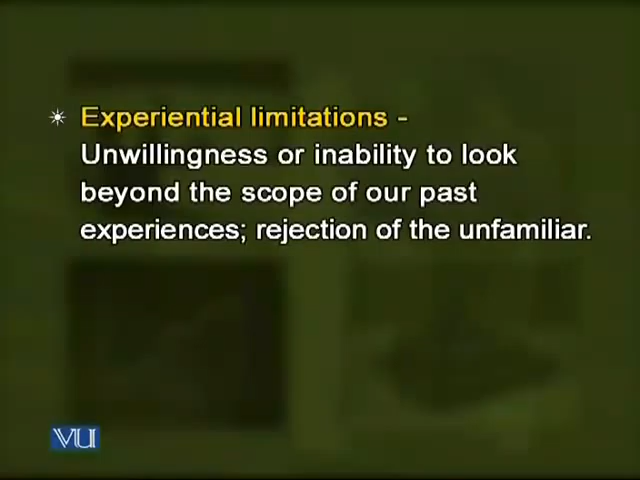 Experiential limitations -
Unwillingness or inability to look
beyond the scope of our past
experiences; rejection of the unfamiliar.
VU